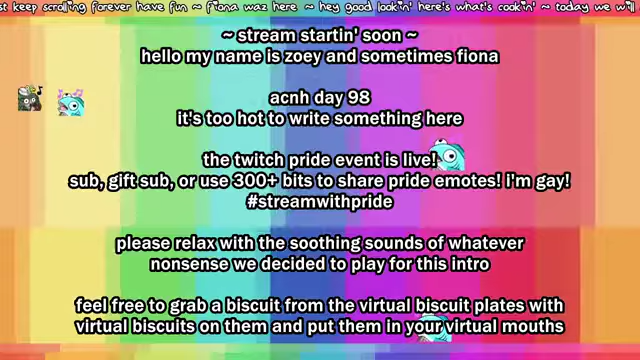 st keep scrolling forever have fun ~ fiona waz here ~ hey good lookin' here's what's cookin' ~ today we will
~ stream startin' soon ~
hello my name is zoey and sometimes fiona
acnh day 98
it's too hot to write something here
the twitch pride event is live!
sub, gift sub, or use 300+ bits to share pride emotes! i'm gay!
#streamwithpride
please relax with the soothing sounds of whatever
nonsense we decided to play for this intro
feel free to grab a biscuit from the virtual biscuit plates with
virtual biscuits on them and put them in your virtual mouths